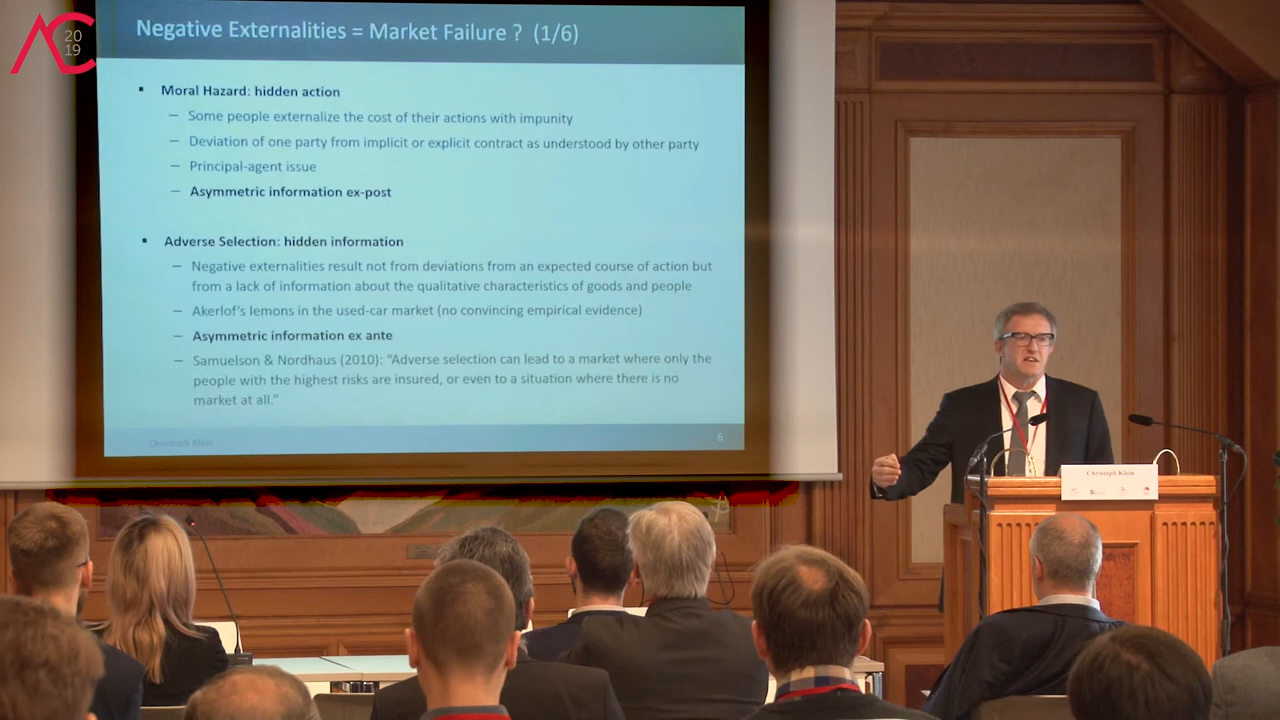 AC
20
19
Negative Externalities = Market Failure ? (1/6)
▪ Moral Hazard: hidden action
– Some people externalize the cost of their actions with impunity
– Deviation of one party from implicit or explicit contract as understood by other party
– Principal-agent issue
– Asymmetric information ex-post
▪ Adverse Selection: hidden information
– Negative externalities result not from deviations from an expected course of action but
from a lack of information about the qualitative characteristics of goods and people
– Akerlof's lemons in the used-car market (no convincing empirical evidence)
– Asymmetric information ex ante
– Samuelson & Nordhaus (2010): “Adverse selection can lead to a market where only the
people with the highest risks are insured, or even to a situation where there is no
market at all.”
Christoph Klein
6
Christoph Klein